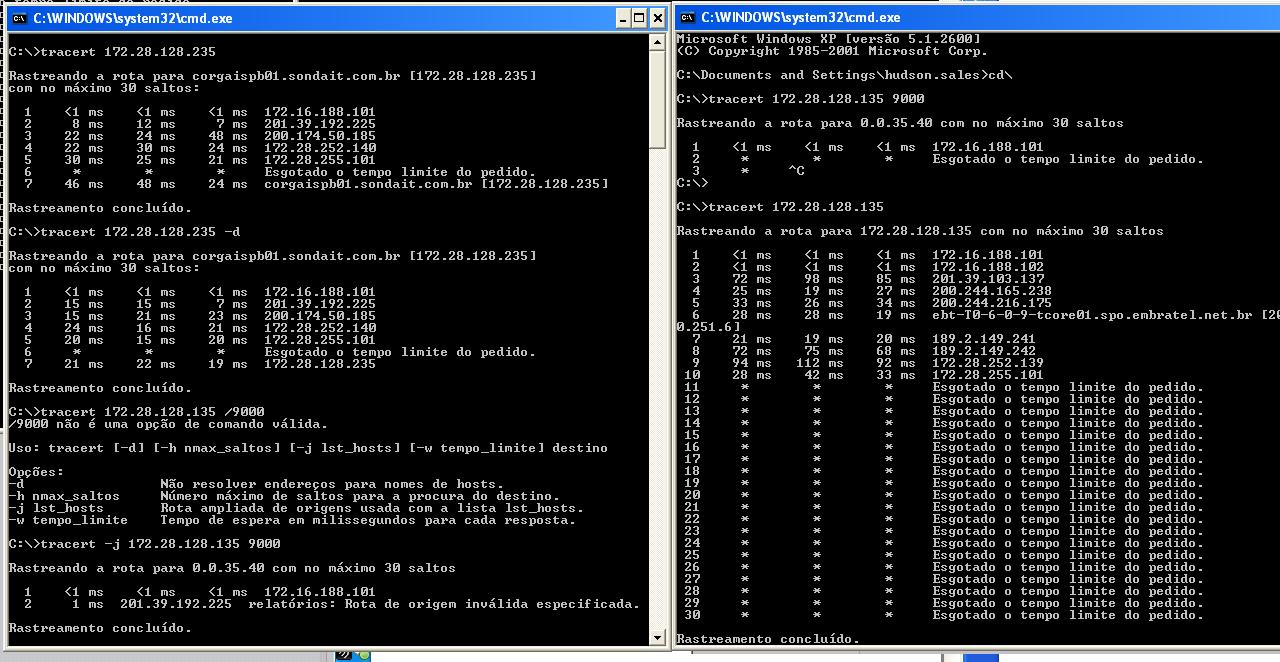 C:\WINDOWS\system32\cmd.exe
C:\>tracert 172.28.128.235
Rastreando a rota para corgaispb01.sondait.com.br [172.28.128.235]
com no máximo 30 saltos:
1 <1 ms <1 ms <1 ms 172.16.188.101
2 8 ms 12 ms 7 ms 201.39.192.225
3 22 ms 24 ms 48 ms 200.174.50.185
4 22 ms 30 ms 24 ms 172.28.252.140
5 30 ms 25 ms 21 ms 172.28.255.101
6 * * * Esgotado o tempo limite do pedido.
7 46 ms 48 ms 24 ms corgaispb01.sondait.com.br [172.28.128.235]
Rastreamento concluído.
C:\>tracert 172.28.128.235 -d
Rastreando a rota para corgaispb01.sondait.com.br [172.28.128.235]
com no máximo 30 saltos:
1 <1 ms <1 ms <1 ms 172.16.188.101
2 15 ms 15 ms 7 ms 201.39.192.225
3 15 ms 21 ms 23 ms 200.174.50.185
4 24 ms 16 ms 21 ms 172.28.252.140
5 20 ms 15 ms 20 ms 172.28.255.101
6 * * * Esgotado o tempo limite do pedido.
7 21 ms 22 ms 19 ms 172.28.128.235
Rastreamento concluído.
C:\>tracert 172.28.128.135 /9000
/9000 não é uma opção de comando válida.
Uso: tracert [-d] [-h nmax_saltos] [-j lst_hosts] [-w tempo_limite] destino
Opções:
-d Não resolver endereços para nomes de hosts.
-h nmax_saltos Número máximo de saltos para a procura do destino.
-j lst_hosts Rota ampliada de origens usada com a lista lst_hosts.
-w tempo_limite Tempo de espera em milissegundos para cada resposta.
C:\>tracert -j 172.28.128.135 9000
Rastreando a rota para 0.0.35.40 com no máximo 30 saltos
1 <1 ms <1 ms <1 ms 172.16.188.101
2 1 ms 201.39.192.225 relatórios: Rota de origem inválida especificada.
Rastreamento concluído.
C:\WINDOWS\system32\cmd.exe
Microsoft Windows XP [versão 5.1.2600]
(C) Copyright 1985-2001 Microsoft Corp.
C:\Documents and Settings\hudson.sales>cd\
C:\>tracert 172.28.128.135 9000
Rastreando a rota para 0.0.35.40 com no máximo 30 saltos
1 <1 ms <1 ms <1 ms 172.16.188.101
2 * * * Esgotado o tempo limite do pedido.
3 * ^C
C:\>
C:\>tracert 172.28.128.135
Rastreando a rota para 172.28.128.135 com no máximo 30 saltos
1 <1 ms <1 ms <1 ms 172.16.188.101
2 <1 ms <1 ms <1 ms 172.16.188.102
3 72 ms 98 ms 85 ms 201.39.103.137
4 25 ms 19 ms 27 ms 200.244.165.238
5 33 ms 26 ms 34 ms 200.244.216.175
6 28 ms 28 ms 19 ms ebt-T0-6-0-9-tcore01.spo.embratel.net.br [20
0.251.6]
7 21 ms 19 ms 20 ms 189.2.149.241
8 72 ms 75 ms 68 ms 189.2.149.242
9 94 ms 112 ms 92 ms 172.28.252.139
10 28 ms 42 ms 33 ms 172.28.255.101
11 * * * Esgotado o tempo limite do pedido.
12 * * * Esgotado o tempo limite do pedido.
13 * * * Esgotado o tempo limite do pedido.
14 * * * Esgotado o tempo limite do pedido.
15 * * * Esgotado o tempo limite do pedido.
16 * * * Esgotado o tempo limite do pedido.
17 * * * Esgotado o tempo limite do pedido.
18 * * * Esgotado o tempo limite do pedido.
19 * * * Esgotado o tempo limite do pedido.
20 * * * Esgotado o tempo limite do pedido.
21 * * * Esgotado o tempo limite do pedido.
22 * * * Esgotado o tempo limite do pedido.
23 * * * Esgotado o tempo limite do pedido.
24 * * * Esgotado o tempo limite do pedido.
25 * * * Esgotado o tempo limite do pedido.
26 * * * Esgotado o tempo limite do pedido.
27 * * * Esgotado o tempo limite do pedido.
28 * * * Esgotado o tempo limite do pedido.
29 * * * Esgotado o tempo limite do pedido.
30 * * * Esgotado o tempo limite do pedido.
Rastreamento concluído.